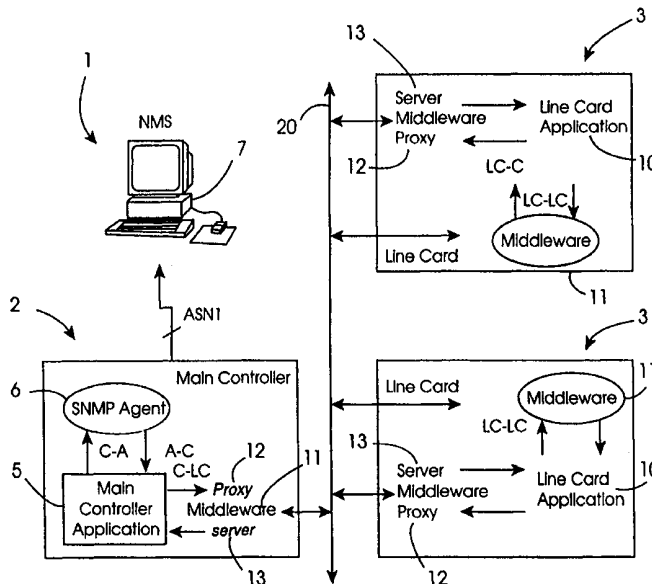 1
NMS
7
ASN1
2
Main Controller
6
SNMP Agent
C-A
A-C
C-LC
12
5
Main
Controller
Application
Proxy
Middleware
server
11
13
20
3
13
Server
Middleware
Proxy
12
Line Card
Application
10
LC-C
LC-LC
Middleware
Line Card
11
3
Line Card
Middleware
11
LC-LC
13
Server
Middleware
Proxy
12
Line Card
Application
10